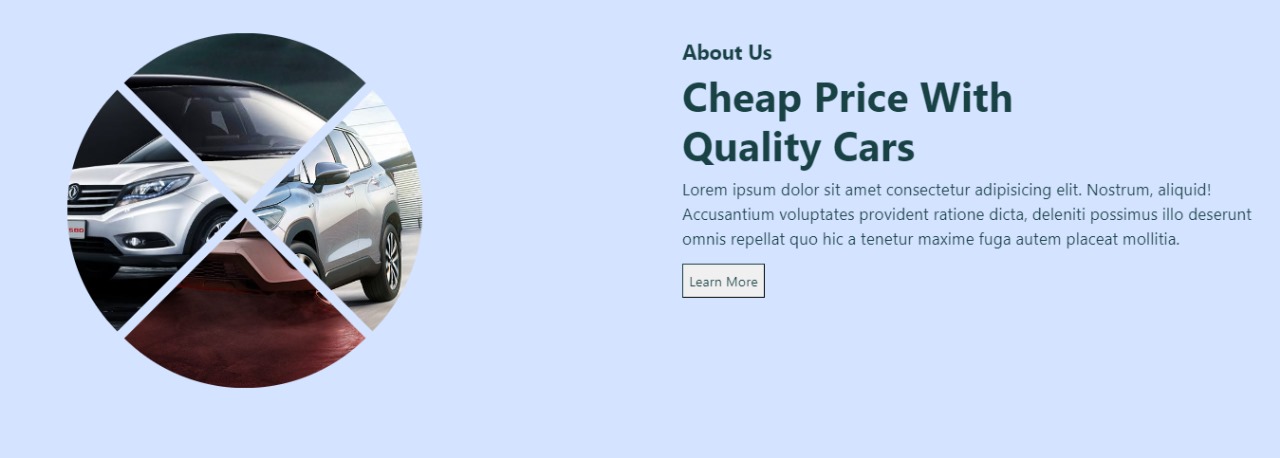 About Us
Cheap Price With
Quality Cars
Lorem ipsum dolor sit amet consectetur adipisicing elit. Nostrum, aliquid!
Accusantium voluptates provident ratione dicta, deleniti possimus illo deserunt
omnis repellat quo hic a tenetur maxime fuga autem placeat mollitia.
Learn More